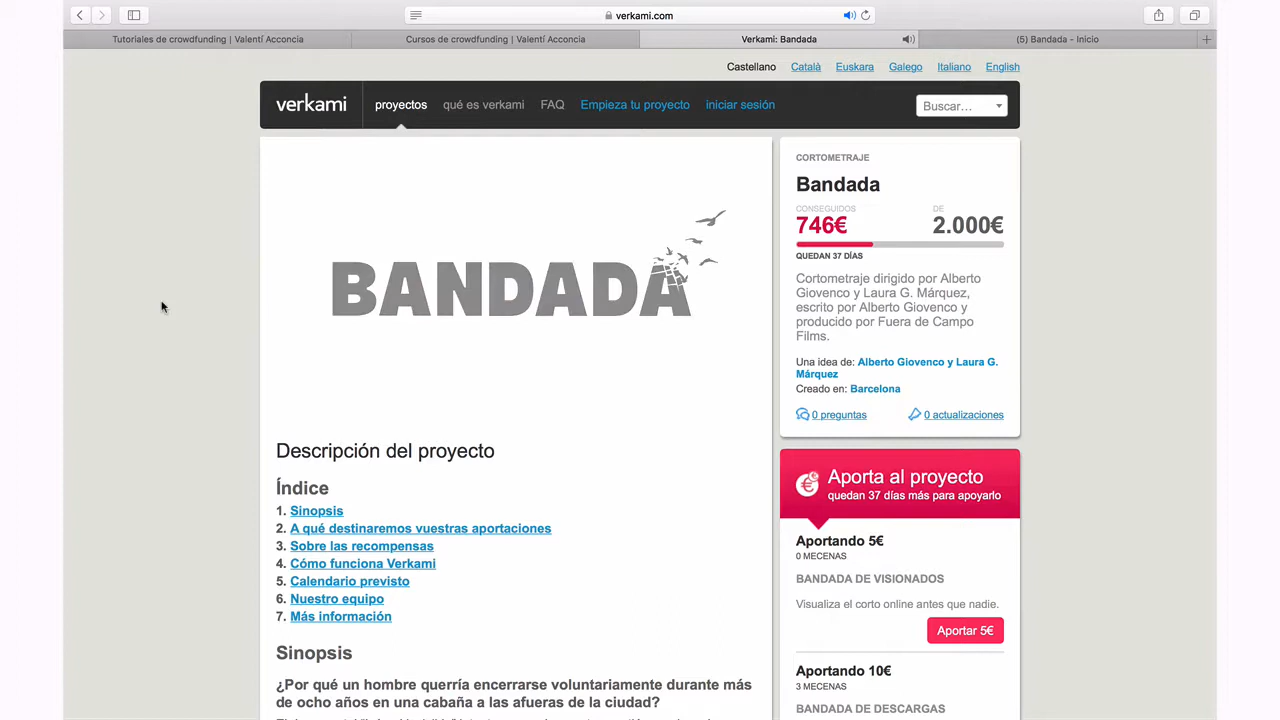 verkami.com
Tutoriales de crowdfunding | Valentí Acconcia
Cursos de crowdfunding | Valentí Acconcia
Verkami: Bandada
(5) Bandada - Inicio
Castellano Català Euskara Galego Italiano English
verkami
proyectos qué es verkami FAQ Empieza tu proyecto iniciar sesión
Buscar...
BANDADA
Descripción del proyecto
Índice
1. Sinopsis
2. A qué destinaremos vuestras aportaciones
3. Sobre las recompensas
4. Cómo funciona Verkami
5. Calendario previsto
6. Nuestro equipo
7. Más información
Sinopsis
¿Por qué un hombre querría encerrarse voluntariamente durante más
de ocho años en una cabaña a las afueras de la ciudad?
CORTOMETRAJE
Bandada
CONSEGUIDOS DE
746€ 2.000€
QUEDAN 37 DÍAS
Cortometraje dirigido por Alberto
Giovenco y Laura G. Márquez,
escrito por Alberto Giovenco y
producido por Fuera de Campo
Films.
Una idea de: Alberto Giovenco y Laura G.
Márquez
Creado en: Barcelona
0 preguntas 0 actualizaciones
Aporta al proyecto
quedan 37 días más para apoyarlo
Aportando 5€
0 MECENAS
BANDADA DE VISIONADOS
Visualiza el corto online antes que nadie.
Aportar 5€
Aportando 10€
3 MECENAS
BANDADA DE DESCARGAS